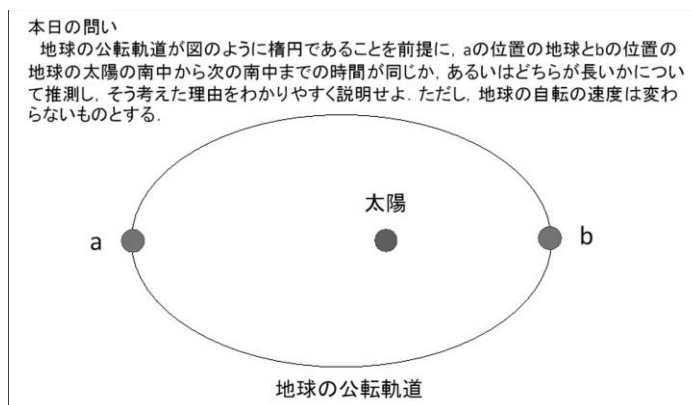 本日の問い
地球の公転軌道が図のように楕円であることを前提に, aの位置の地球とbの位置の
地球の太陽の南中から次の南中までの時間が同じか, あるいはどちらが長いかについ
て推測し, そう考えた理由をわかりやすく説明せよ. ただし, 地球の自転の速度は変わ
らないものとする.
太陽
a
b
地球の公転軌道